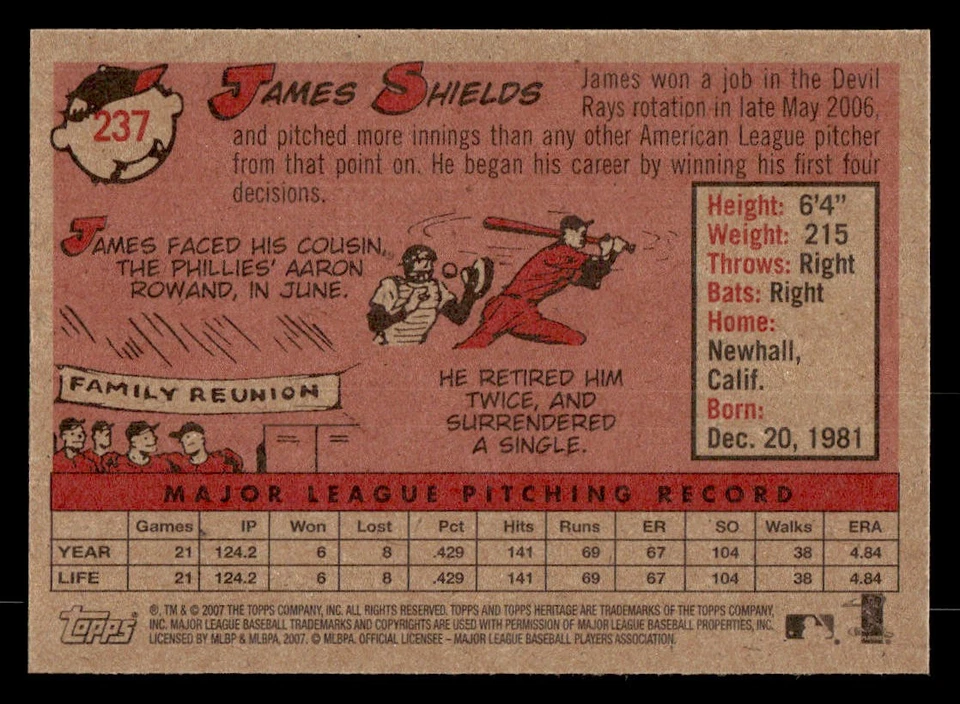 237
JAMES SHIELDS
James won a job in the Devil
Rays rotation in late May 2006,
and pitched more innings than any other American League pitcher
from that point on. He began his career by winning his first four
decisions.
JAMES FACED HIS COUSIN,
THE PHILLIES' AARON
ROWAND, IN JUNE.
FAMILY REUNION
HE RETIRED HIM
TWICE, AND
SURRENDERED
A SINGLE.
Height: 6'4"
Weight: 215
Throws: Right
Bats: Right
Home:
Newhall,
Calif.
Born:
Dec. 20, 1981
MAJOR LEAGUE PITCHING RECORD
Games IP Won Lost Pct Hits Runs ER SO Walks ERA
YEAR 21 124.2 6 8 .429 141 69 67 104 38 4.84
LIFE 21 124.2 6 8 .429 141 69 67 104 38 4.84
Topps
®, TM & © 2007 THE TOPPS COMPANY, INC. ALL RIGHTS RESERVED. TOPPS AND TOPPS HERITAGE ARE TRADEMARKS OF THE TOPPS COMPANY,
INC. MAJOR LEAGUE BASEBALL TRADEMARKS AND COPYRIGHTS ARE USED WITH PERMISSION OF MAJOR LEAGUE BASEBALL PROPERTIES, INC.
LICENSED BY MLBP & MLBPA, 2007. © MLBPA. OFFICIAL LICENSEE – MAJOR LEAGUE BASEBALL PLAYERS ASSOCIATION.